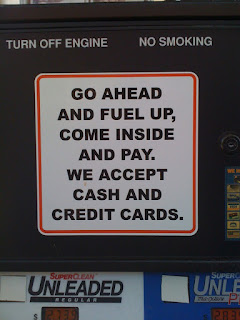 TURN OFF ENGINE NO SMOKING
GO AHEAD
AND FUEL UP,
COME INSIDE
AND PAY.
WE ACCEPT
CASH AND
CREDIT CARDS.
SUPERCLEAN SUPERCLEAN
UNLEADED UNLE
REGULAR